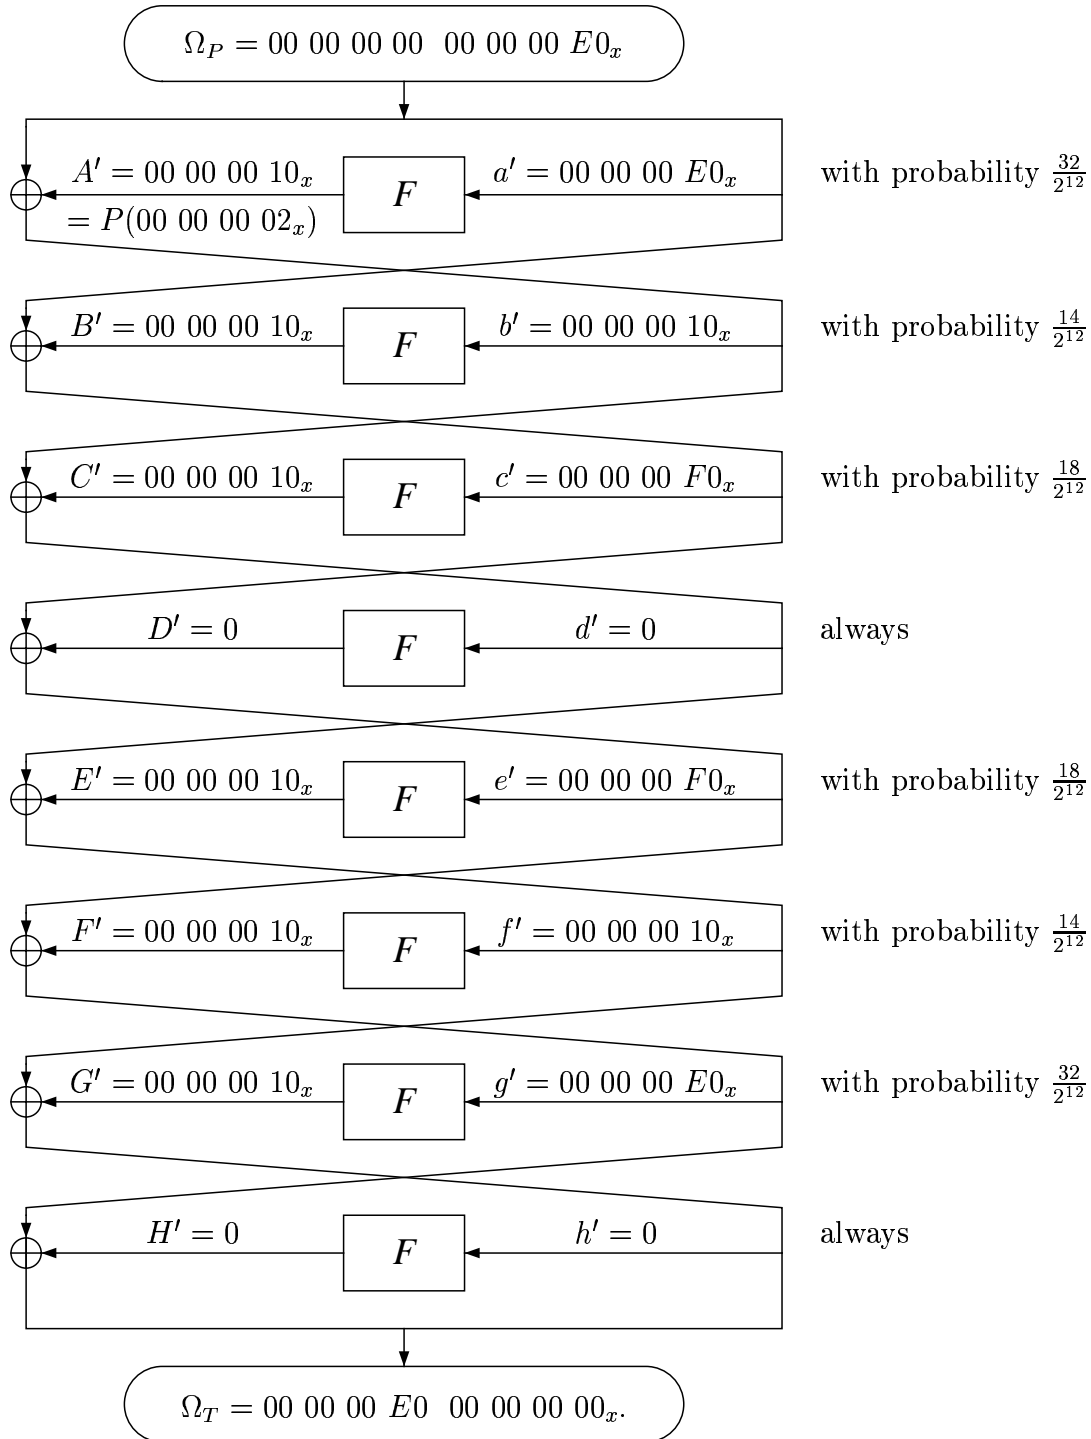 Ω_P = 00 00 00 00 00 00 00 E0_x
A′ = 00 00 00 10_x F a′ = 00 00 00 E0_x with probability 32/2^12
= P(00 00 00 02_x)
B′ = 00 00 00 10_x F b′ = 00 00 00 10_x with probability 14/2^12
C′ = 00 00 00 10_x F c′ = 00 00 00 F0_x with probability 18/2^12
D′ = 0 F d′ = 0 always
E′ = 00 00 00 10_x F e′ = 00 00 00 F0_x with probability 18/2^12
F′ = 00 00 00 10_x F f′ = 00 00 00 10_x with probability 14/2^12
G′ = 00 00 00 10_x F g′ = 00 00 00 E0_x with probability 32/2^12
H′ = 0 F h′ = 0 always
Ω_T = 00 00 00 E0 00 00 00 00_x.